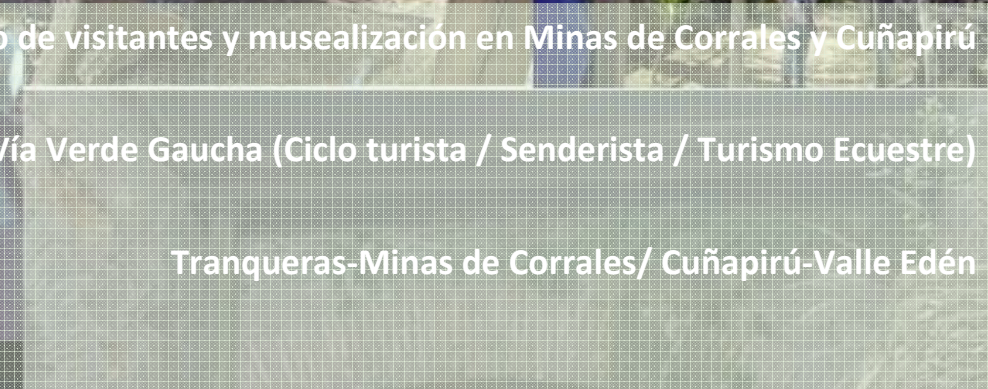 de visitantes y musealización en Minas de Corrales y Cuñapirú
Vía Verde Gaucha (Ciclo turista / Senderista / Turismo Ecuestre)
Tranqueras-Minas de Corrales/ Cuñapirú-Valle Edén